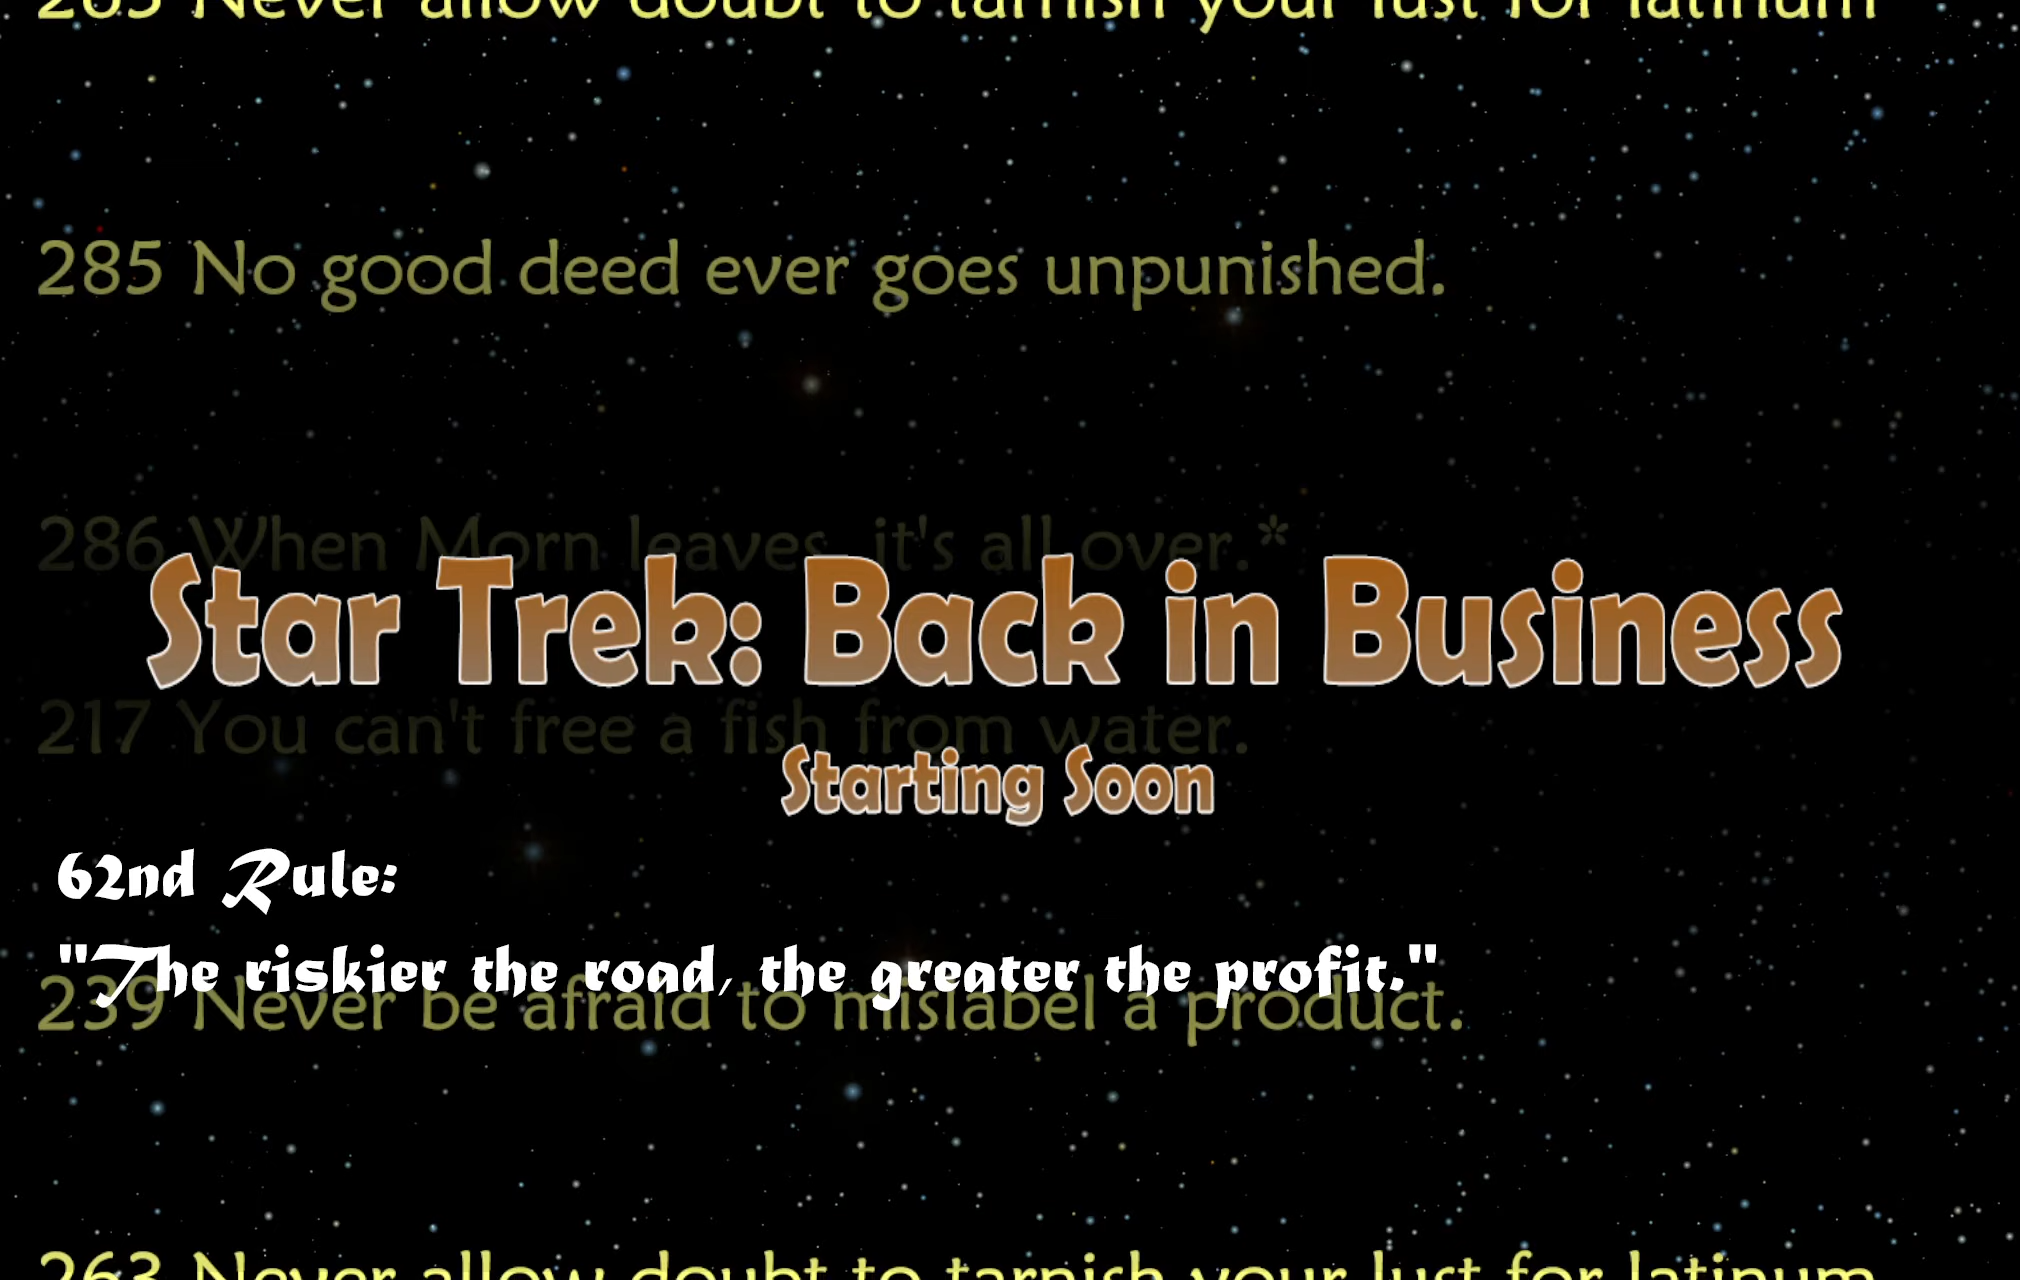 263 Never allow doubt to tarnish your lust for latinum
285 No good deed ever goes unpunished.
286 When Morn leaves, it's all over.*
Star Trek: Back in Business
217 You can't free a fish from water.
Starting Soon
62nd Rule:
"The riskier the road, the greater the profit."
239 Never be afraid to mislabel a product.
263 Never allow doubt to tarnish your lust for latinum